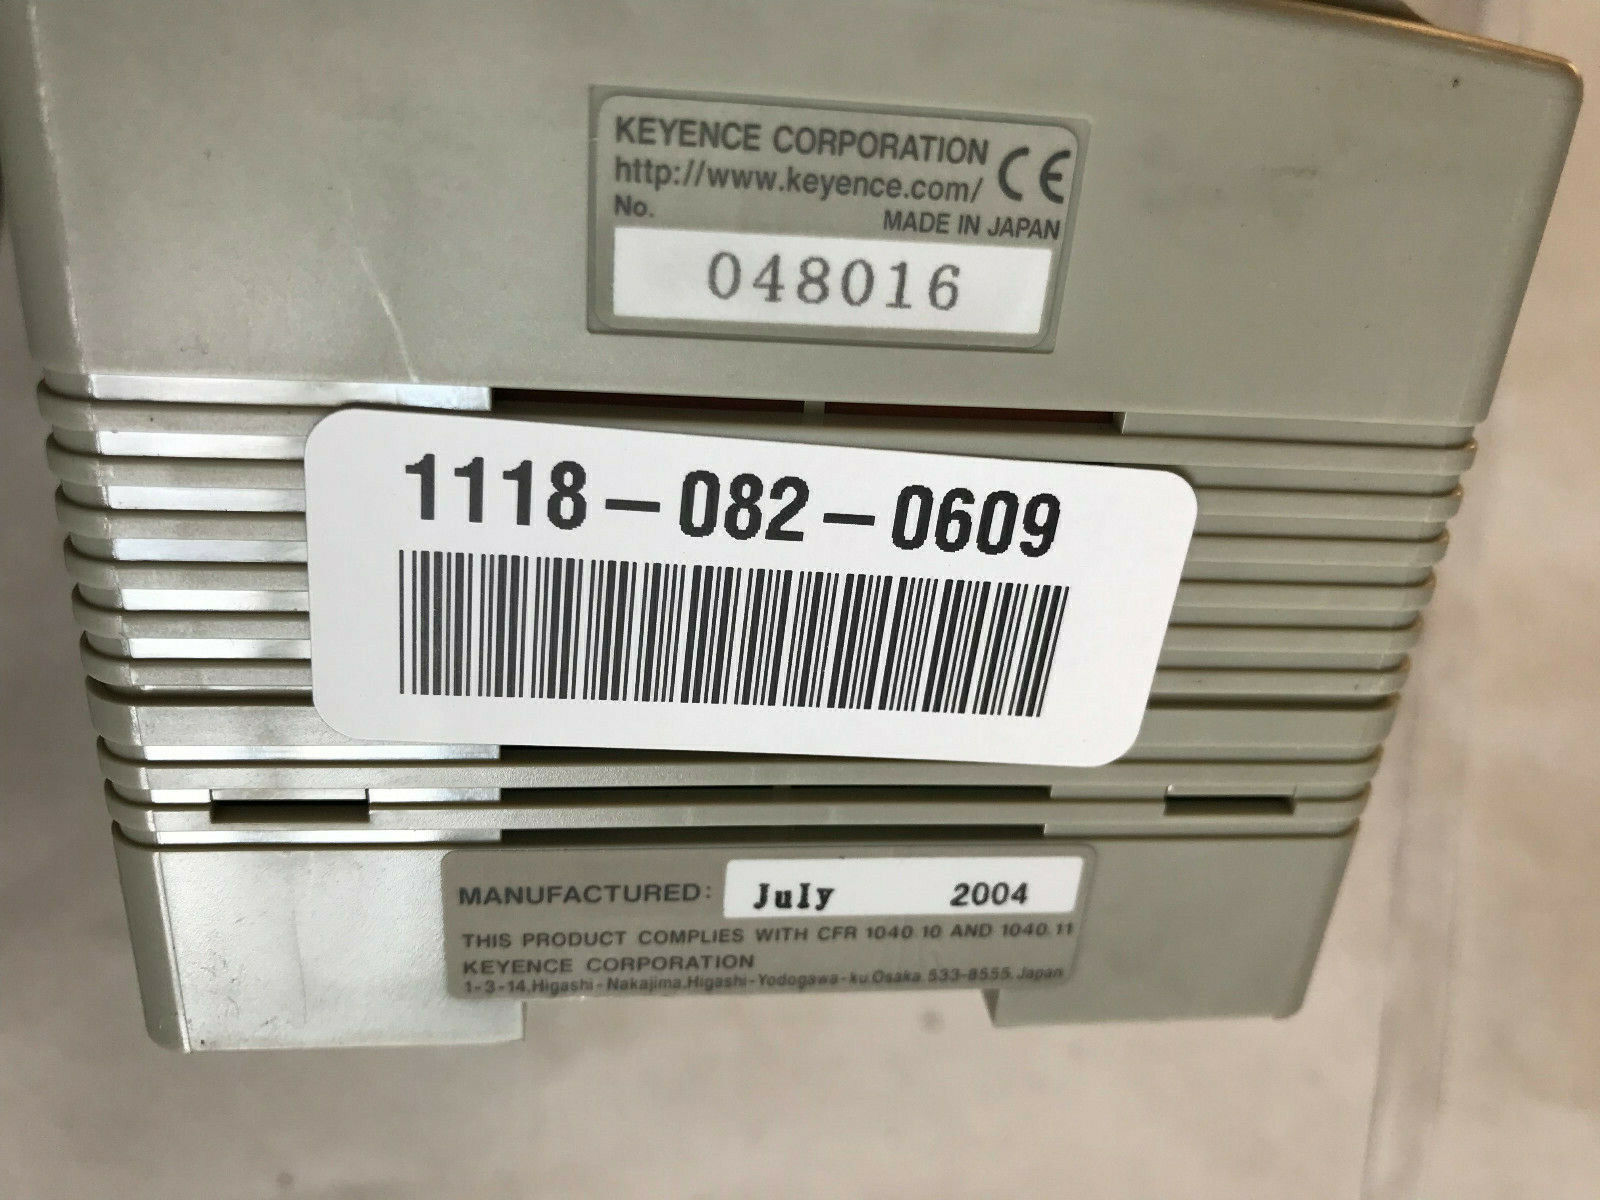 KEYENCE CORPORATION
http://www.keyence.com/ CE
No. MADE IN JAPAN
048016
1118-082-0609
MANUFACTURED: July 2004
THIS PRODUCT COMPLIES WITH CFR 1040.10 AND 1040.11
KEYENCE CORPORATION
1-3-14,Higashi-Nakajima,Higashi-Yodogawa-ku,Osaka,533-8555,Japan